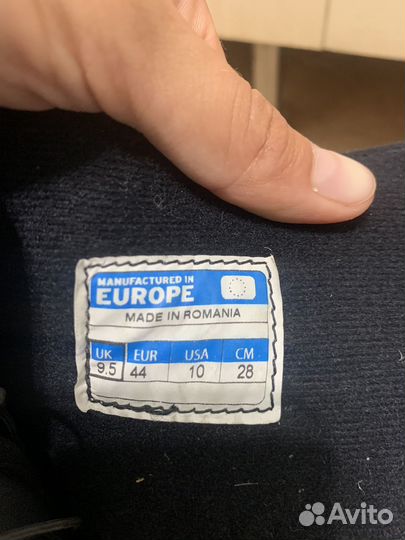 MANUFACTURED IN
EUROPE
MADE IN ROMANIA
UK EUR USA CM
9.5 44 10 28
Avito